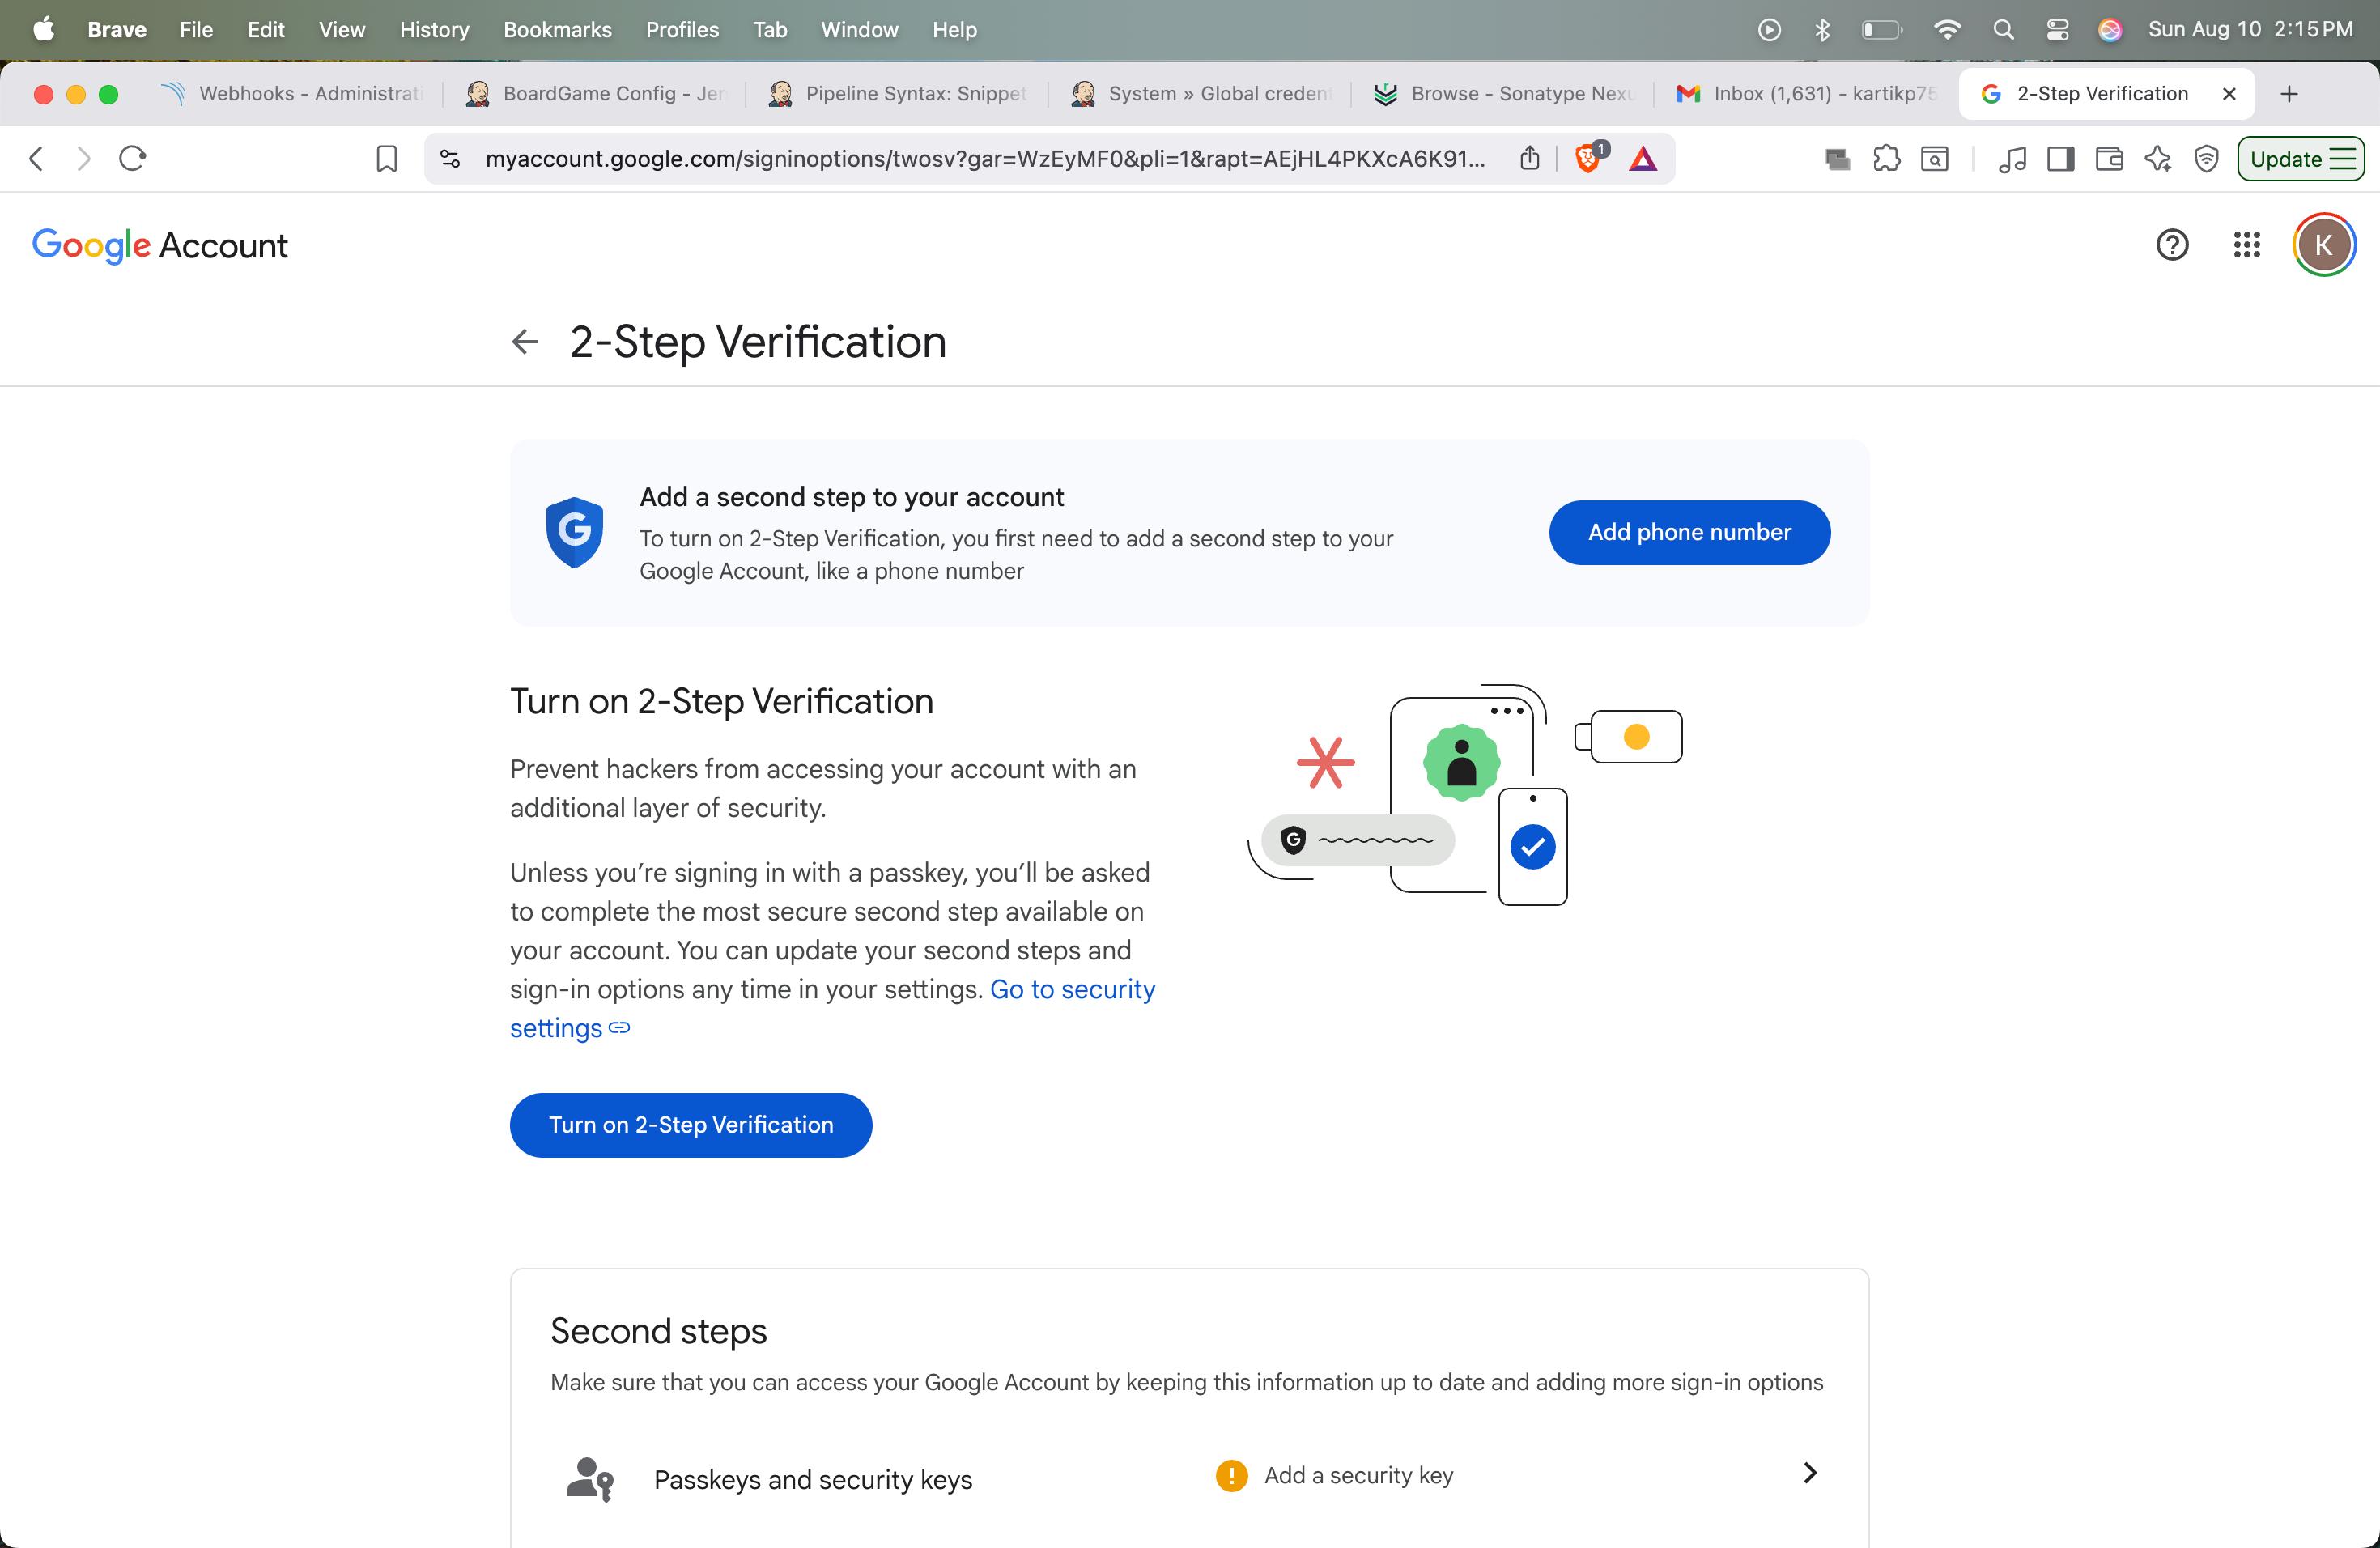 Brave File Edit View History Bookmarks Profiles Tab Window Help Sun Aug 10 2:15 PM
Webhooks - Administrati BoardGame Config - Jen Pipeline Syntax: Snippet System » Global credent Browse - Sonatype Nexu Inbox (1,631) - kartikp75 2-Step Verification
myaccount.google.com/signinoptions/twosv?gar=WzEyMF0&pli=1&rapt=AEjHL4PKXcA6K91... 1 Update
Google Account K
2-Step Verification
Add a second step to your account
To turn on 2-Step Verification, you first need to add a second step to your
Google Account, like a phone number
Add phone number
Turn on 2-Step Verification
Prevent hackers from accessing your account with an
additional layer of security.
Unless you’re signing in with a passkey, you’ll be asked
to complete the most secure second step available on
your account. You can update your second steps and
sign-in options any time in your settings. Go to security
settings
Turn on 2-Step Verification
Second steps
Make sure that you can access your Google Account by keeping this information up to date and adding more sign-in options
Passkeys and security keys Add a security key